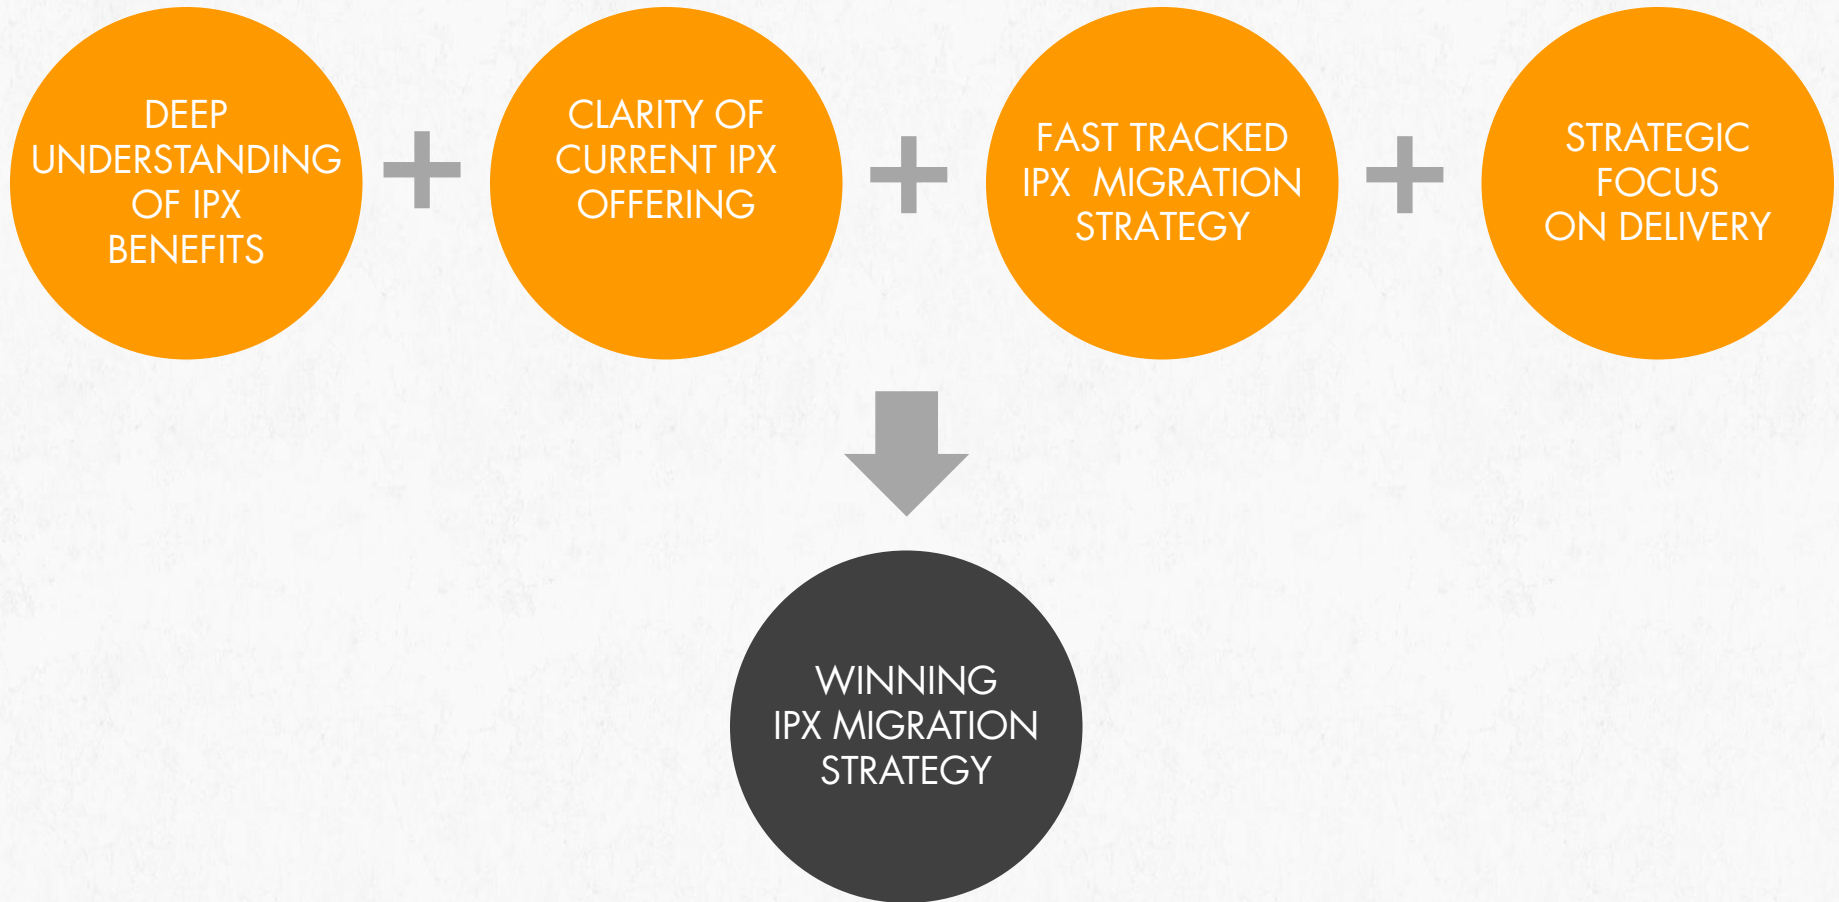 DEEP
UNDERSTANDING
OF IPX
BENEFITS
CLARITY OF
CURRENT IPX
OFFERING
FAST TRACKED
IPX  MIGRATION
STRATEGY
STRATEGIC
FOCUS
ON DELIVERY
WINNING
IPX MIGRATION
STRATEGY